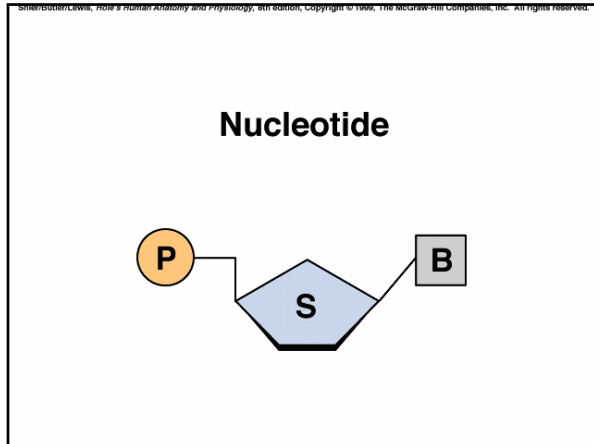 Shier/Butler/Lewis, Hole's Human Anatomy and Physiology, 8th edition, Copyright © 1999, The McGraw-Hill Companies, Inc. All rights reserved.
Nucleotide
P
B
S